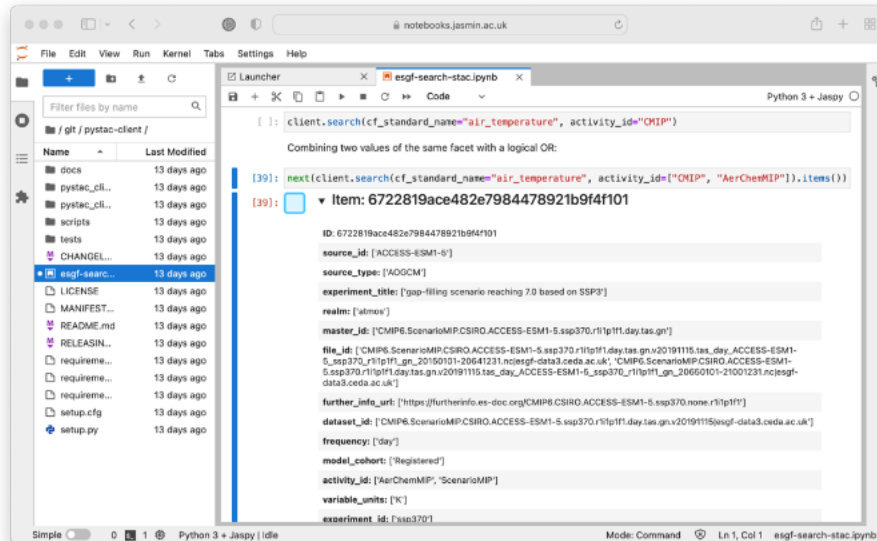 notebooks.jasmin.ac.uk
File Edit View Run Kernel Tabs Settings Help
Filter files by name
/ git / pystac-client /
Name Last Modified
docs 13 days ago
pystac_cli... 13 days ago
pystac_cli... 13 days ago
scripts 13 days ago
tests 13 days ago
CHANGEL... 13 days ago
esgf-searc... 13 days ago
LICENSE 13 days ago
MANIFEST... 13 days ago
README.md 13 days ago
RELEASIN... 13 days ago
requireme... 13 days ago
requireme... 13 days ago
requireme... 13 days ago
setup.cfg 13 days ago
setup.py 13 days ago
Launcher esgf-search-stac.ipynb
Code Python 3 + Jaspy
[ ]: client.search(cf_standard_name="air_temperature", activity_id="CMIP")
Combining two values of the same facet with a logical OR:
[39]: next(client.search(cf_standard_name="air_temperature", activity_id=["CMIP", "AerChemMIP"]).items())
[39]: Item: 6722819ace482e7984478921b9f4f101
ID: 6722819ace482e7984478921b9f4f101
source_id: ['ACCESS-ESM1-5']
source_type: ['AOGCM']
experiment_title: ['gap-filling scenario reaching 7.0 based on SSP3']
realm: ['atmos']
master_id: ['CMIP6.ScenarioMIP.CSIRO.ACCESS-ESM1-5.ssp370.r1i1p1f1.day.tas.gn']
file_id: ['CMIP6.ScenarioMIP.CSIRO.ACCESS-ESM1-5.ssp370.r1i1p1f1.day.tas.gn.v20191115.tas_day_ACCESS-ESM1-
5_ssp370_r1i1p1f1_gn_20150101-20641231.nc|esgf-data3.ceda.ac.uk', 'CMIP6.ScenarioMIP.CSIRO.ACCESS-ESM1-
5.ssp370.r1i1p1f1.day.tas.gn.v20191115.tas_day_ACCESS-ESM1-5_ssp370_r1i1p1f1_gn_20650101-21001231.nc|esgf-
data3.ceda.ac.uk']
further_info_url: ['https://furtherinfo.es-doc.org/CMIP6.CSIRO.ACCESS-ESM1-5.ssp370.none.r1i1p1f1']
dataset_id: ['CMIP6.ScenarioMIP.CSIRO.ACCESS-ESM1-5.ssp370.r1i1p1f1.day.tas.gn.v20191115|esgf-data3.ceda.ac.uk']
frequency: ['day']
model_cohort: ['Registered']
activity_id: ['AerChemMIP', 'ScenarioMIP']
variable_units: ['K']
experiment_id: ['ssp370']
Simple 0 1 Python 3 + Jaspy | Idle Mode: Command Ln 1, Col 1 esgf-search-stac.ipynb